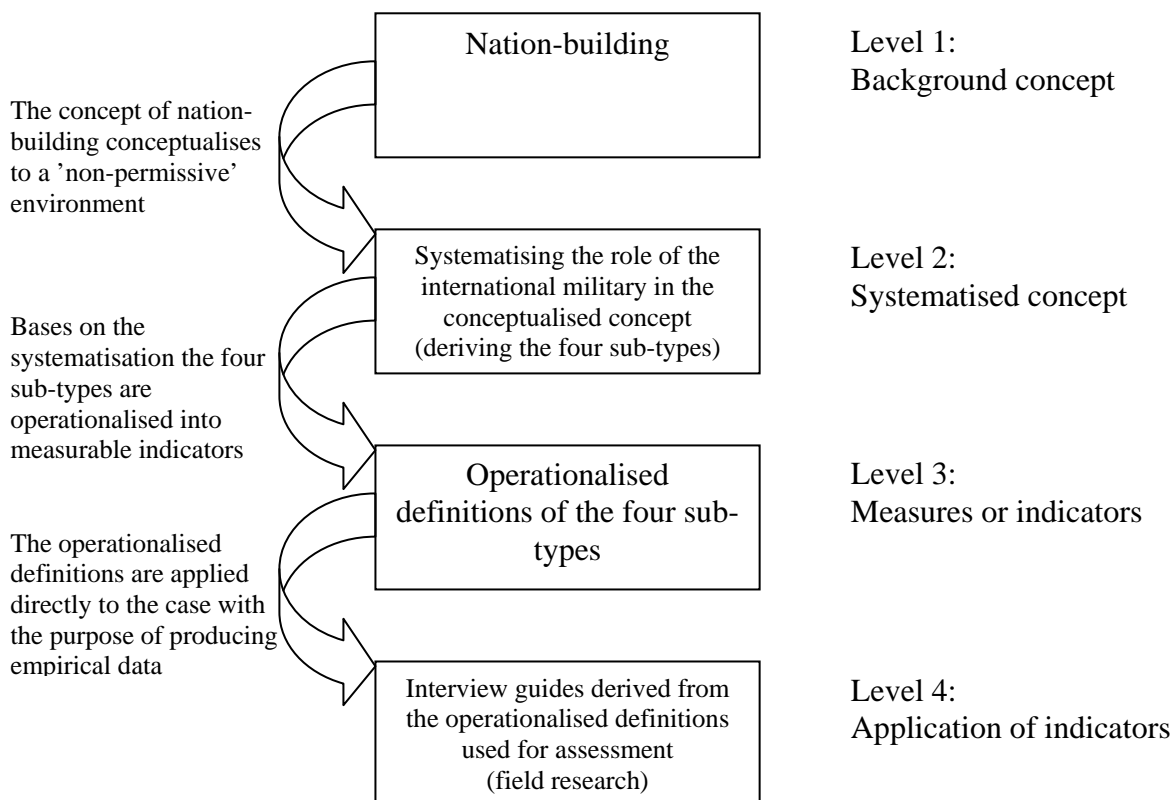 Nation-building
Level 1:
Background concept
The concept of nation-
building conceptualises
to a ’non-permissive’
environment
Systematising the role of the
international military in the
conceptualised concept
(deriving the four sub-types)
Level 2:
Systematised concept
Bases on the
systematisation the four
sub-types are
operationalised into
measurable indicators
Operationalised
definitions of the four sub-
types
Level 3:
Measures or indicators
The operationalised
definitions are applied
directly to the case with
the purpose of producing
empirical data
Interview guides derived from
the operationalised definitions
used for assessment
(field research)
Level 4:
Application of indicators